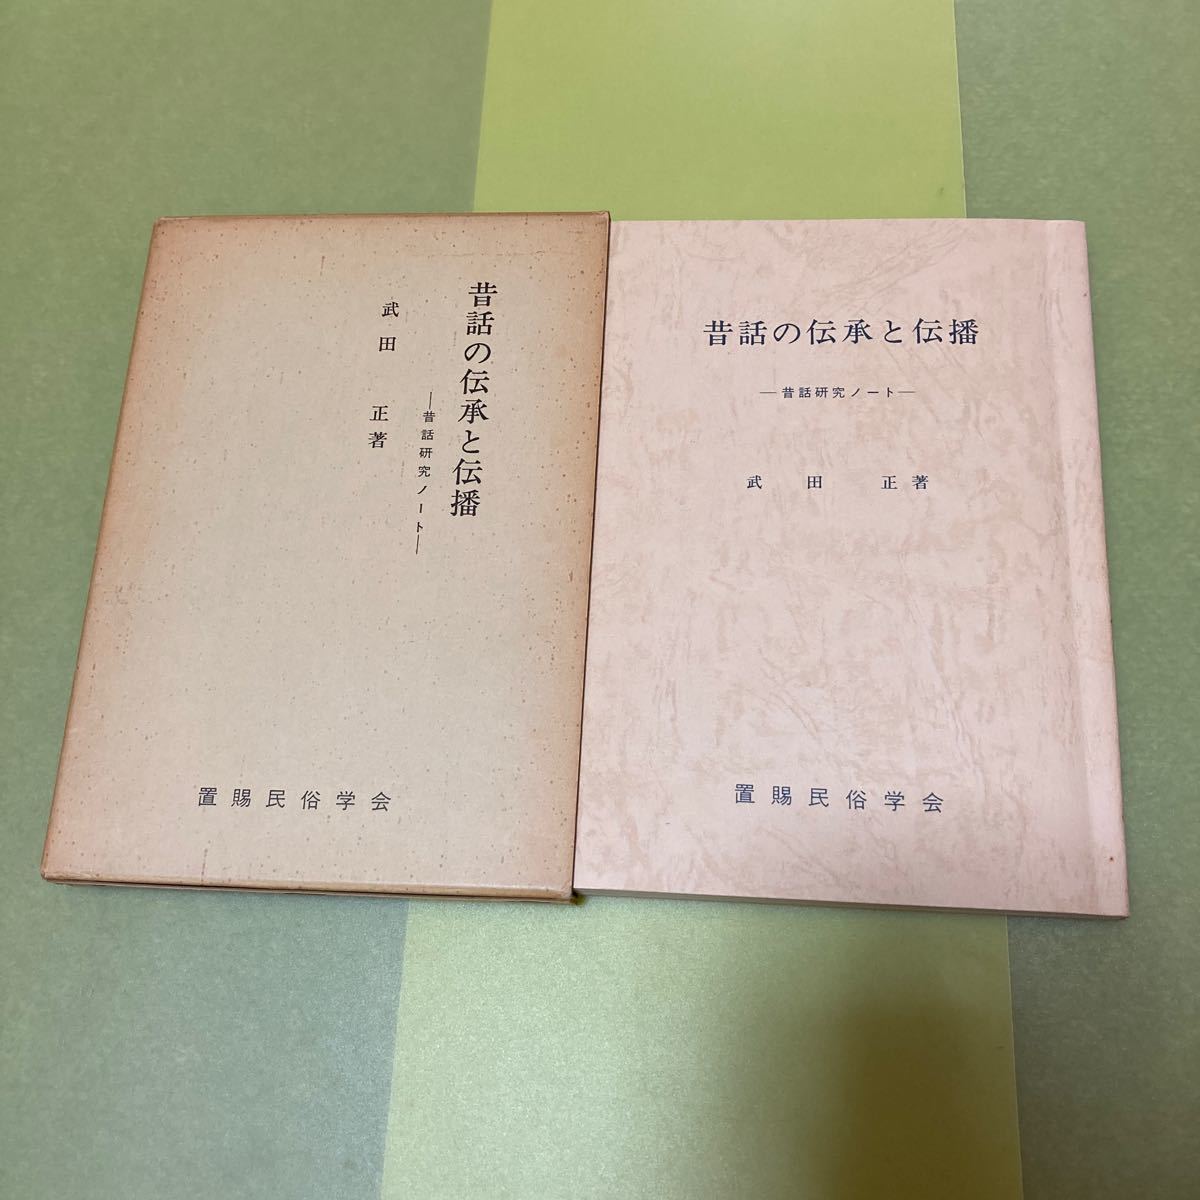 昔話の伝承と伝播
―昔話研究ノート―
武田 正著
置賜民俗学会
昔話の伝承と伝播
―昔話研究ノート―
武田 正著
置賜民俗学会